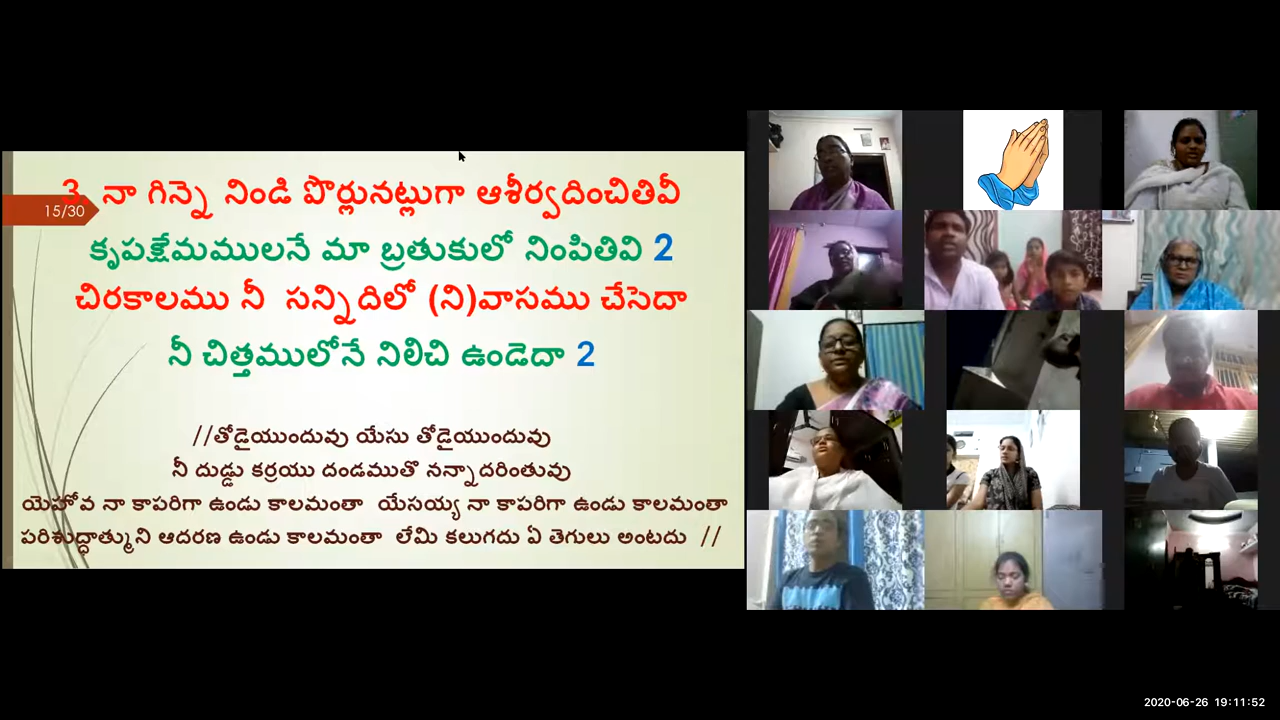 3. నా గిన్నె నిండి పొర్లునట్లుగా ఆశీర్వదించితివీ
15/30
కృపక్షేమములనే మా బ్రతుకులో నింపితివి 2
చిరకాలము నీ సన్నిదిలో (ని)వాసము చేసెదా
నీ చిత్తములోనే నిలిచి ఉండెదా 2
//తోడైయుందువు యేసు తోడైయుందువు
నీ దుడ్డు కర్రయు దండముతొ నన్నాదరింతువు
యెహోవ నా కాపరిగా ఉండు కాలమంతా యేసయ్య నా కాపరిగా ఉండు కాలమంతా
పరిశుద్ధాత్ముని ఆదరణ ఉండు కాలమంతా లేమి కలుగదు ఏ తెగులు అంటదు //
2020-06-26 19:11:52